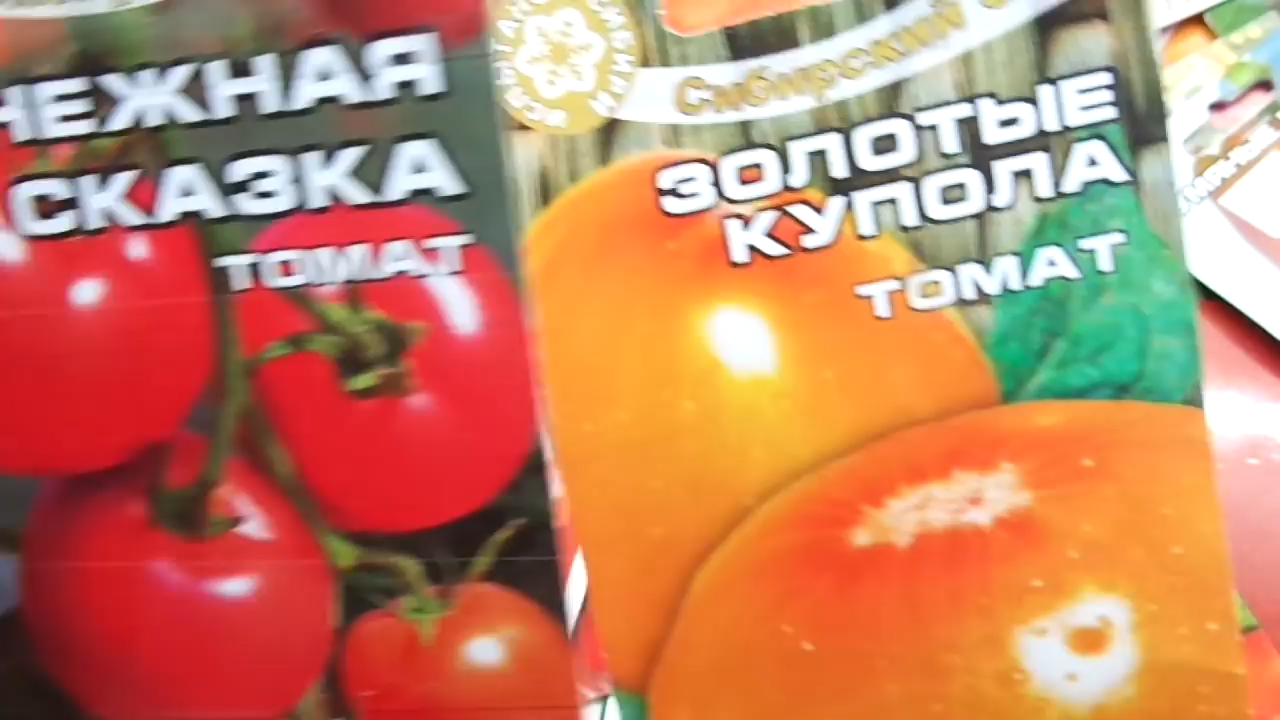 НЕЖНАЯ
СКАЗКА
ТОМАТ
Сибирский
ЗОЛОТЫЕ
КУПОЛА
ТОМАТ